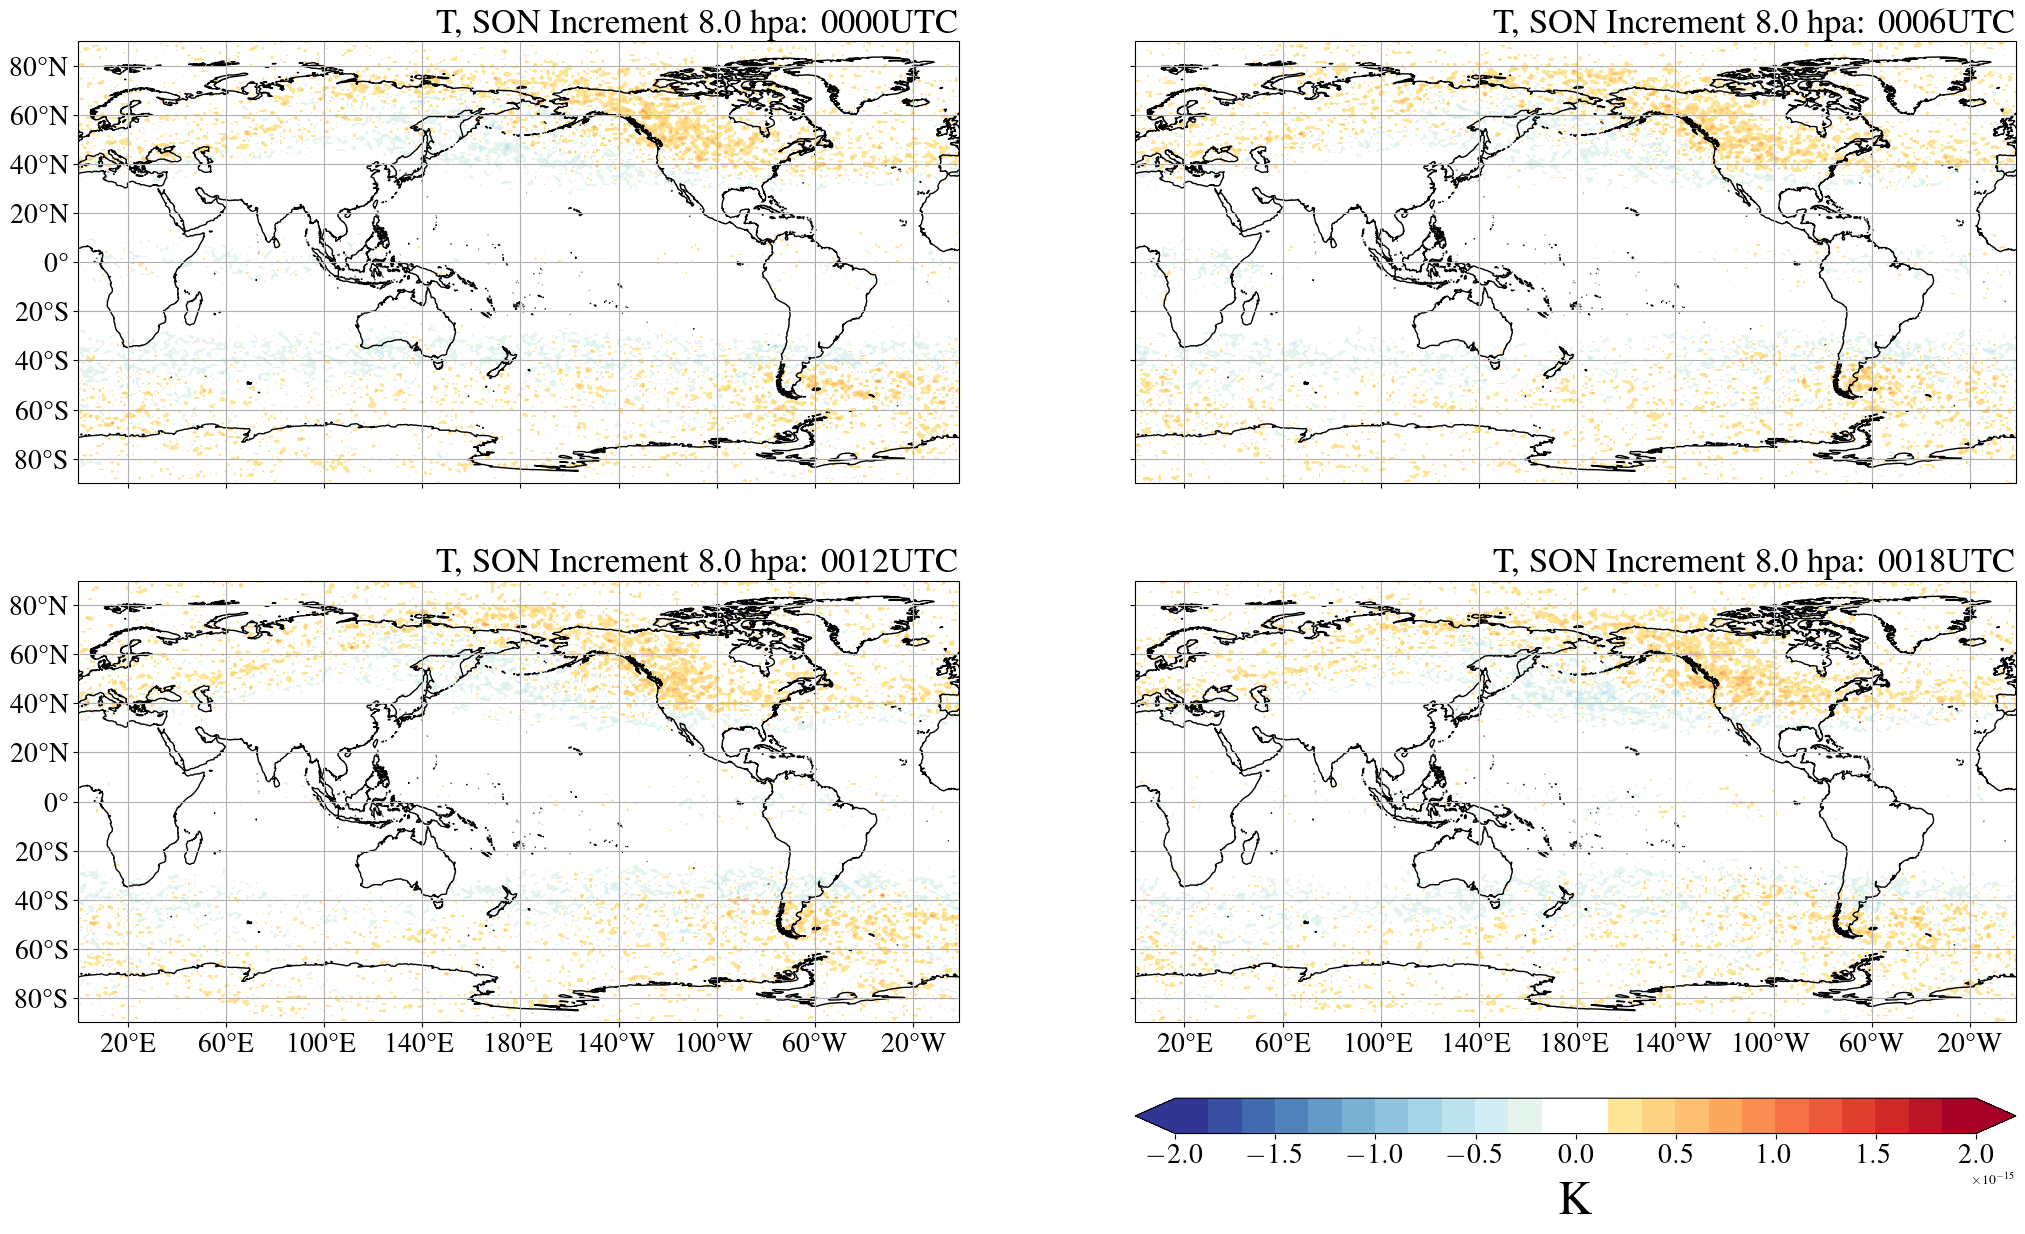 T, SON Increment 8.0 hpa: 0000UTC
T, SON Increment 8.0 hpa: 0006UTC
80°N
60°N
40°N
20°N
0°
20°S
40°S
60°S
80°S
T, SON Increment 8.0 hpa: 0012UTC
T, SON Increment 8.0 hpa: 0018UTC
80°N
60°N
40°N
20°N
0°
20°S
40°S
60°S
80°S
20°E 60°E 100°E 140°E 180°E 140°W 100°W 60°W 20°W
20°E 60°E 100°E 140°E 180°E 140°W 100°W 60°W 20°W
−2.0 −1.5 −1.0 −0.5 0.0 0.5 1.0 1.5 2.0
×10⁻¹⁵
K